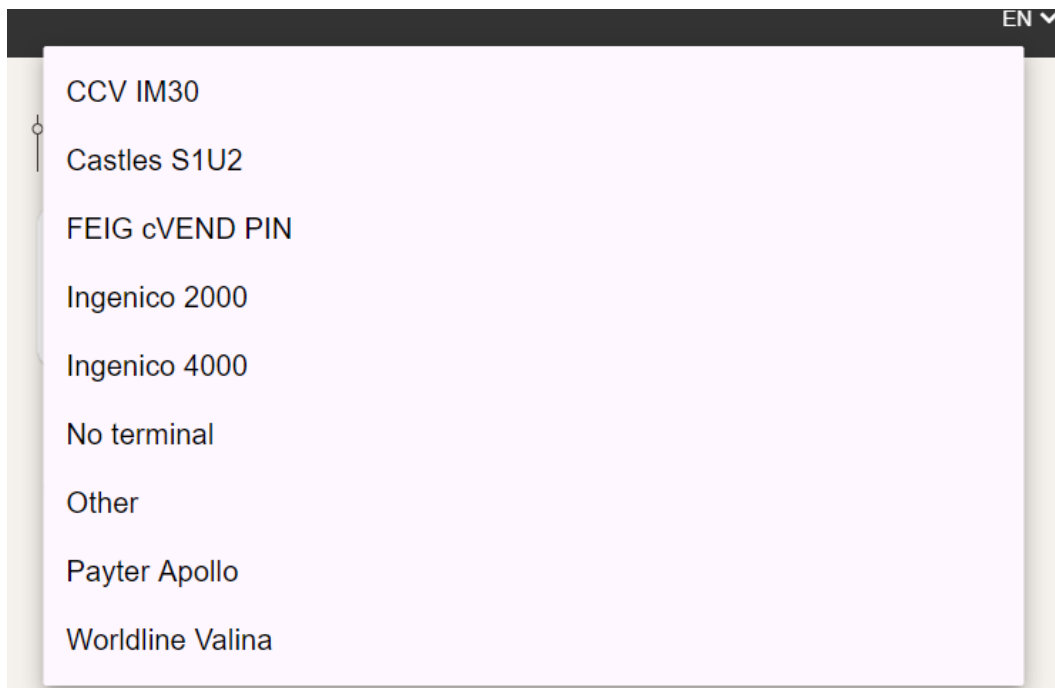 EN
CCV IM30
Castles S1U2
FEIG cVEND PIN
Ingenico 2000
Ingenico 4000
No terminal
Other
Payter Apollo
Worldline Valina